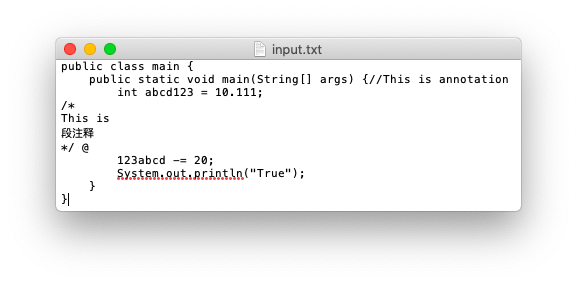 input.txt
public class main {
    public static void main(String[] args) {//This is annotation
        int abcd123 = 10.111;
/*
This is
段注释
*/ @
        123abcd -= 20;
        System.out.println("True");
    }
}